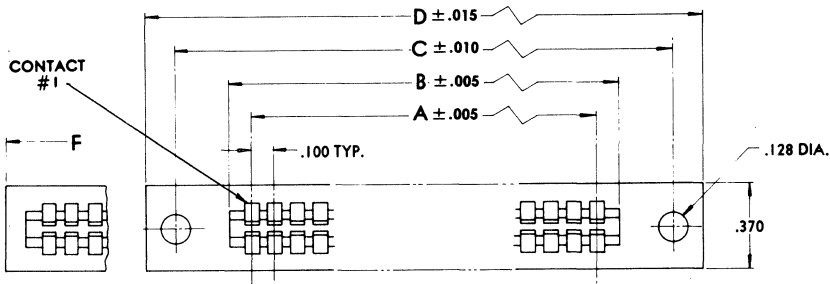 D ±.015
C ±.010
CONTACT
#1
B ±.005
A ±.005
F
.100 TYP.
.128 DIA.
.370